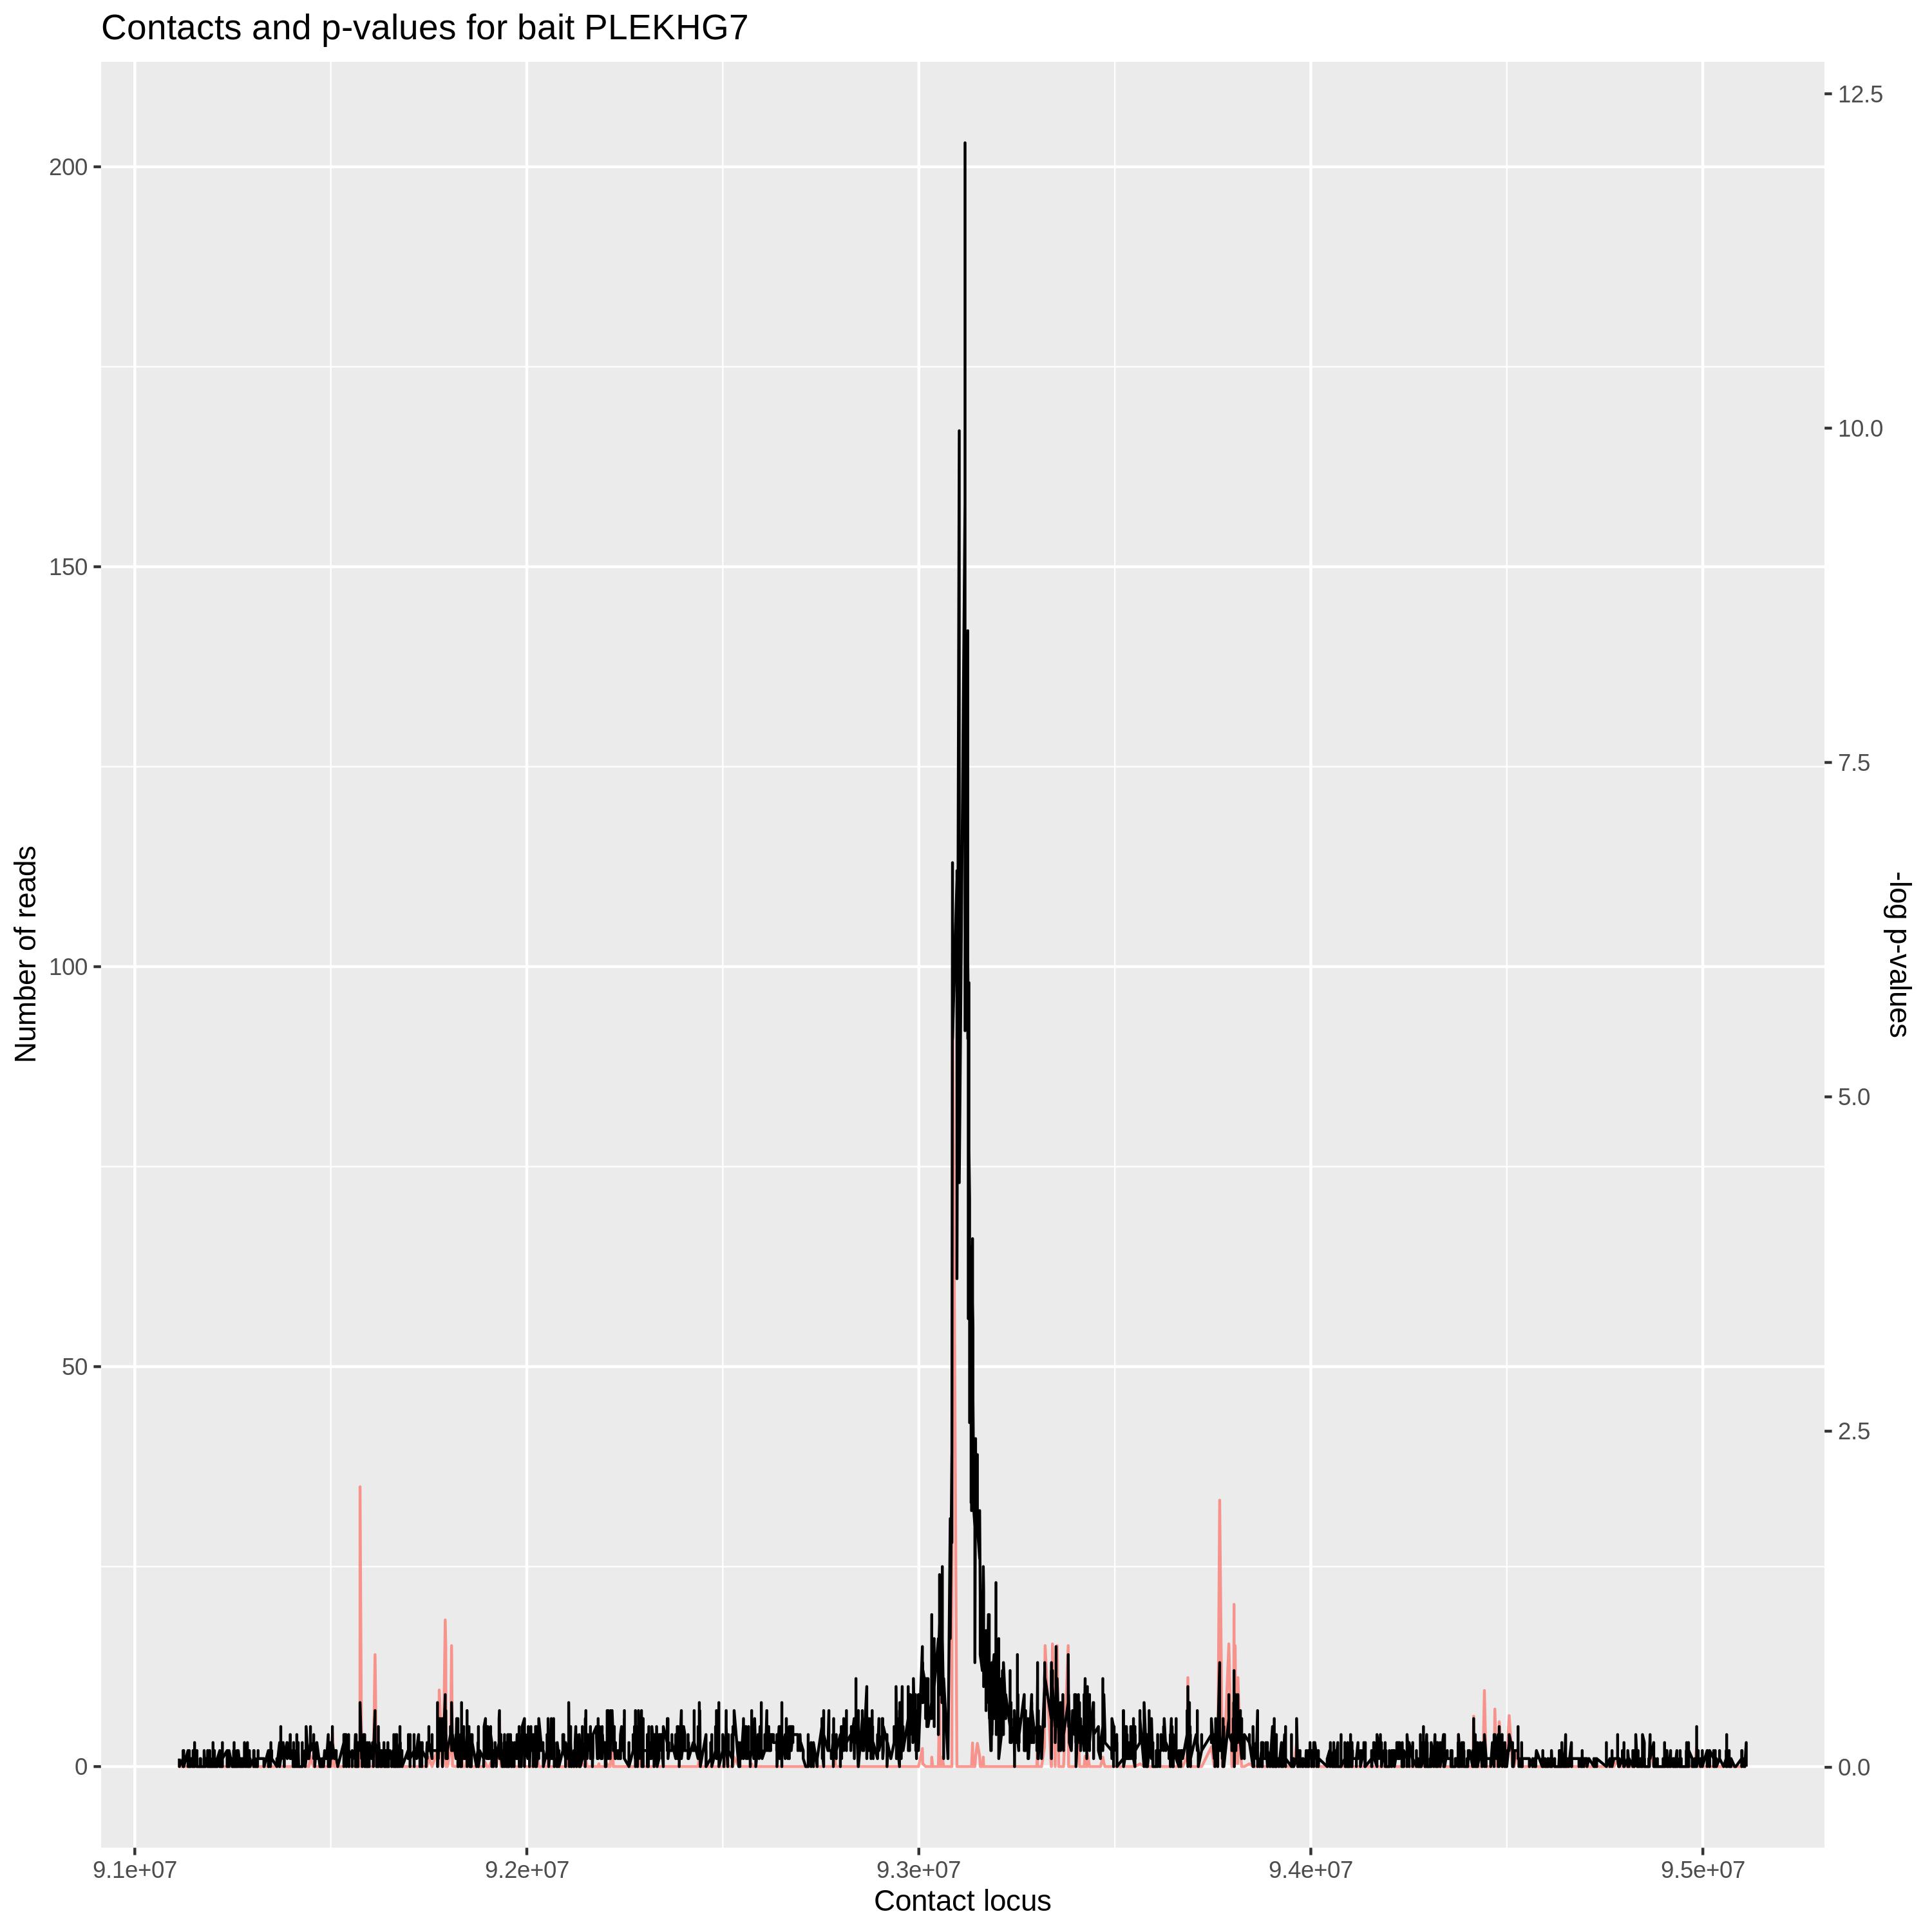 Contacts and p-values for bait PLEKHG7
Number of reads
200
150
100
50
0
12.5
10.0
7.5
5.0
2.5
0.0
-log p-values
9.1e+07
9.2e+07
9.3e+07
9.4e+07
9.5e+07
Contact locus